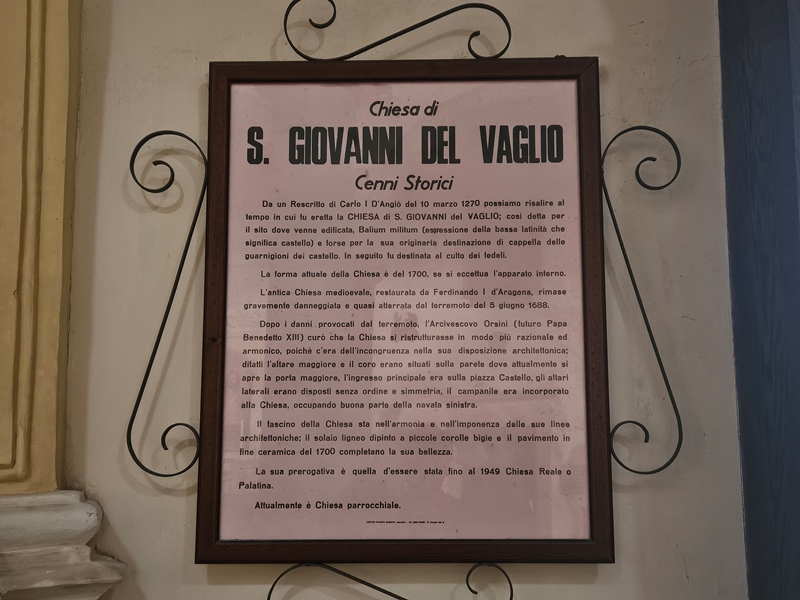 Chiesa di
S. GIOVANNI DEL VAGLIO
Cenni Storici
Da un Rescritto di Carlo I D'Angiò del 10 marzo 1270 possiamo risalire al
tempo in cui fu eretta la CHIESA di S. GIOVANNI del VAGLIO; così detta per
il sito dove venne edificata, Balium militum (espressione della bassa latinità che
significa castello) e forse per la sua originaria destinazione di cappella delle
guarnigioni dei castello. In seguito fu destinata al culto dei fedeli.
La forma attuale della Chiesa è del 1700, se si eccettua l'apparato interno.
L'antica Chiesa medioevale, restaurata da Ferdinando I d'Aragona, rimase
gravemente danneggiata e quasi atterrata dal terremoto del 5 giugno 1688.
Dopo i danni provocati dal terremoto, l'Arcivescovo Orsini (futuro Papa
Benedetto XIII) curò che la Chiesa si ristrutturasse in modo più razionale ed
armonico, poichè c'era dell'incongruenza nella sua disposizione architettonica;
difatti l'altare maggiore e il coro erano situati sulla parete dove attualmente si
apre la porta maggiore, l'ingresso principale era sulla piazza Castello, gli altari
laterali erano disposti senza ordine e simmetria, il campanile era incorporato
alla Chiesa, occupando buona parte della navata sinistra.
Il fascino della Chiesa sta nell'armonia e nell'imponenza delle sue linee
architettoniche; il solaio ligneo dipinto a piccole corolle bigie e il pavimento in
fine ceramica del 1700 completano la sua bellezza.
La sua prerogativa è quella d'essere stata fino al 1949 Chiesa Reale o
Palatina.
Attualmente è Chiesa parrocchiale.